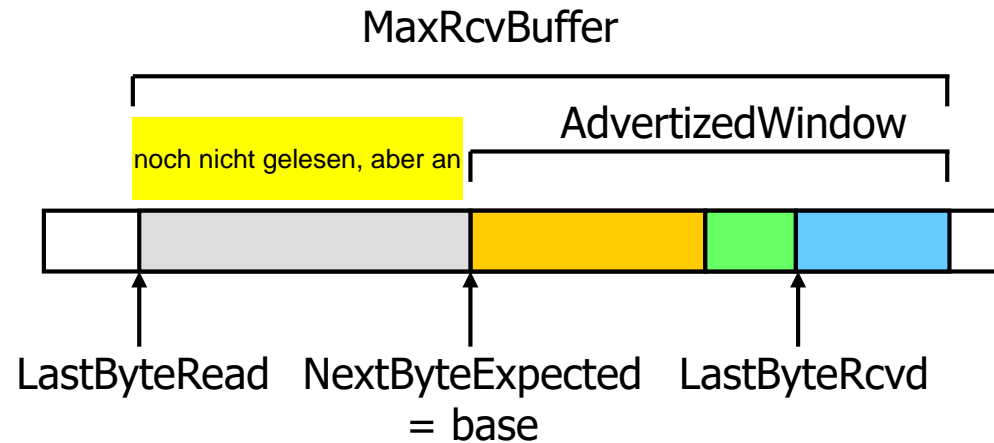 MaxRcvBuffer
AdvertizedWindow
noch nicht gelesen, aber an
LastByteRead NextByteExpected LastByteRcvd
= base